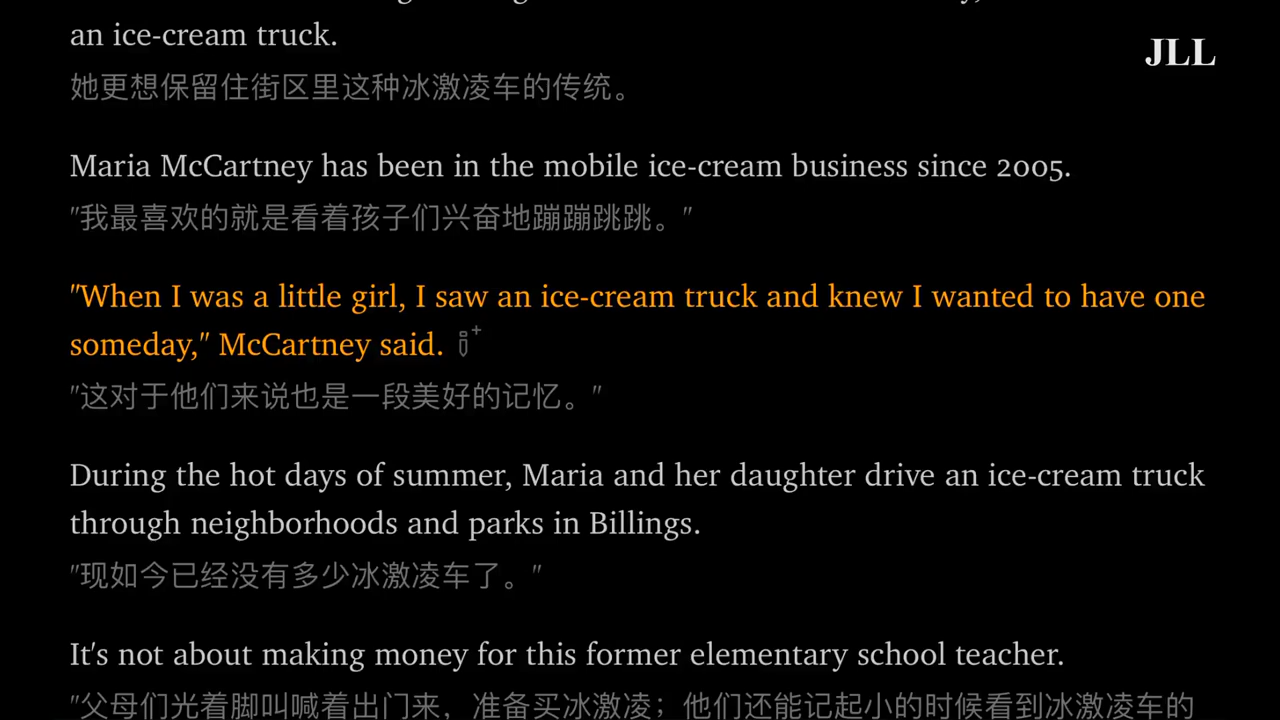 an ice-cream truck.
JLL
她更想保留住街区里这种冰激凌车的传统。
Maria McCartney has been in the mobile ice-cream business since 2005.
"我最喜欢的就是看着孩子们兴奋地蹦蹦跳跳。"
"When I was a little girl, I saw an ice-cream truck and knew I wanted to have one
someday," McCartney said.
"这对于他们来说也是一段美好的记忆。"
During the hot days of summer, Maria and her daughter drive an ice-cream truck
through neighborhoods and parks in Billings.
"现如今已经没有多少冰激凌车了。"
It's not about making money for this former elementary school teacher.
"父母们光着脚叫喊着出门来，准备买冰激凌；他们还能记起小的时候看到冰激凌车的